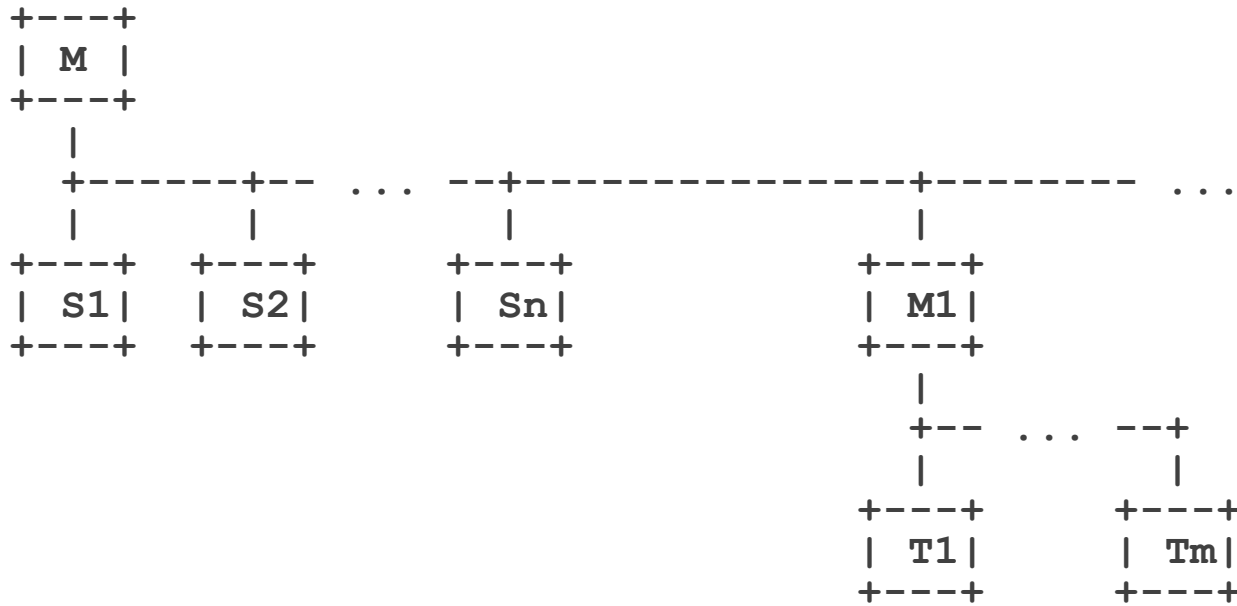 +---+
| M |
+---+
  |
  +------+-- ... --+---------------+-------- ...
  |      |         |               |
+---+  +---+     +---+           +---+
| S1|  | S2|     | Sn|           | M1|
+---+  +---+     +---+           +---+
                                   |
                                   +-- ... --+
                                   |         |
                                 +---+     +---+
                                 | T1|     | Tm|
                                 +---+     +---+